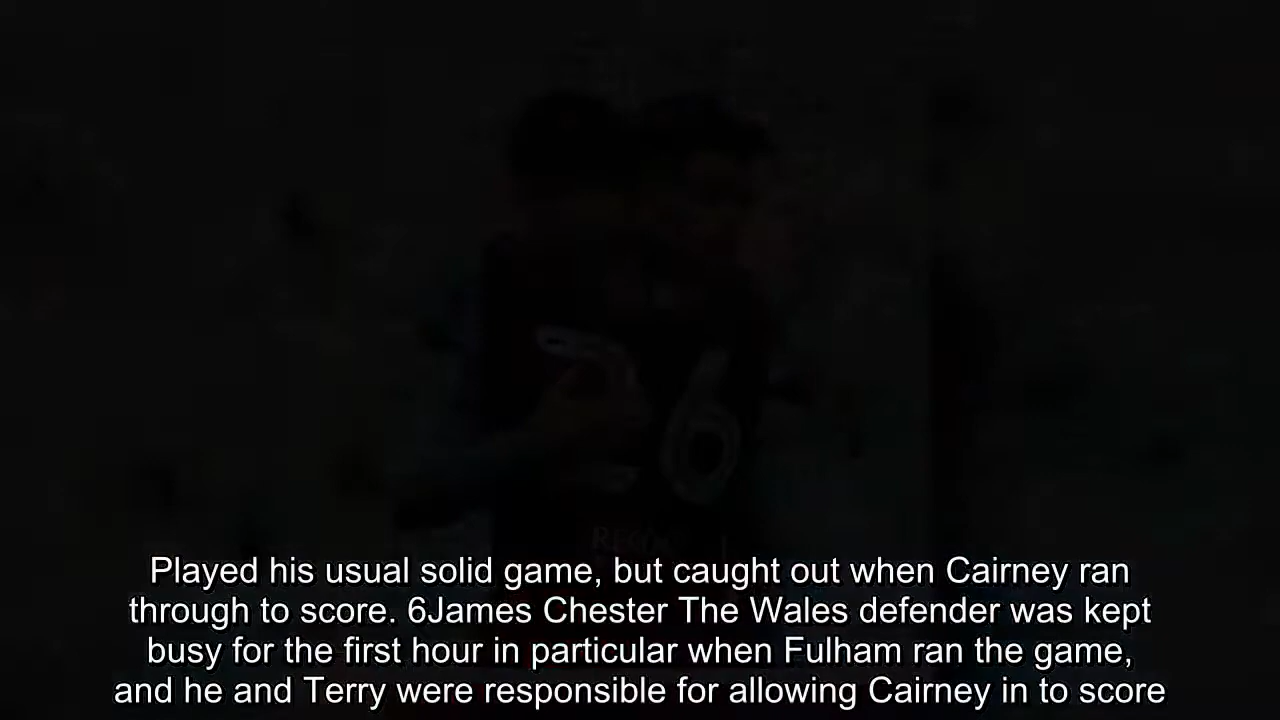 26
Played his usual solid game, but caught out when Cairney ran
through to score. 6James Chester The Wales defender was kept
busy for the first hour in particular when Fulham ran the game,
and he and Terry were responsible for allowing Cairney in to score